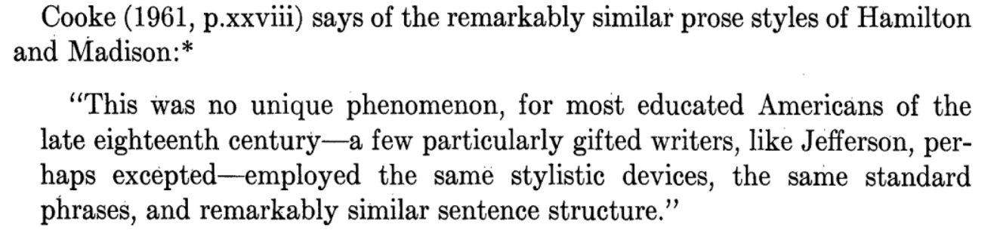 Cooke (1961, p.xxviii) says of the remarkably similar prose styles of Hamilton
and Madison:*
“This was no unique phenomenon, for most educated Americans of the
late eighteenth century—a few particularly gifted writers, like Jefferson, per-
haps excepted—employed the same stylistic devices, the same standard
phrases, and remarkably similar sentence structure.”